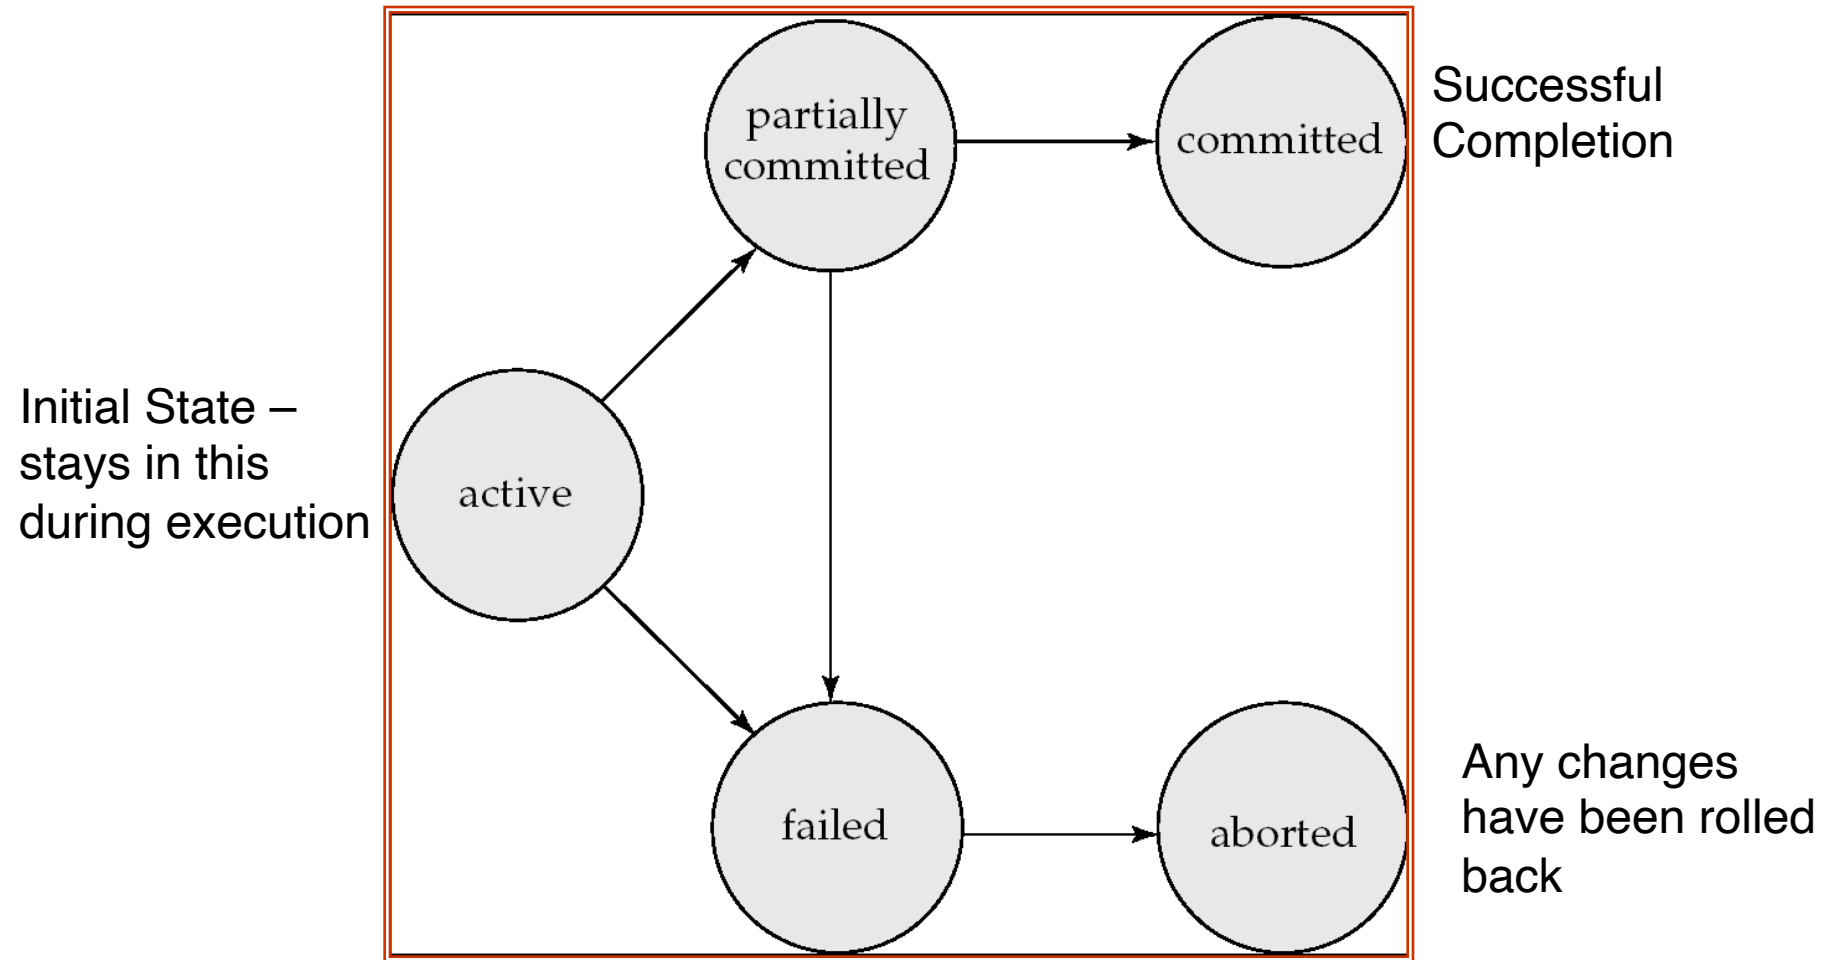 partially
committed
committed
Successful
Completion
Initial State –
stays in this
during execution
active
failed
aborted
Any changes
have been rolled
back